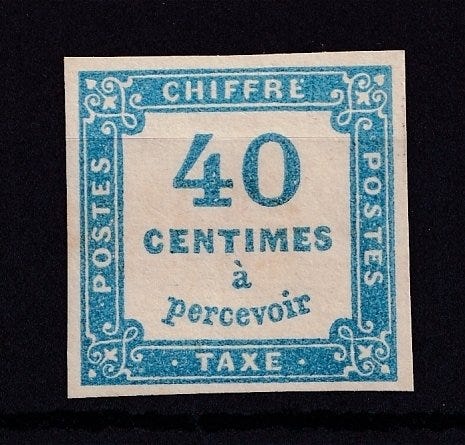 CHIFFRE
POSTES
40
CENTIMES
à
percevoir
POSTES
· TAXE ·